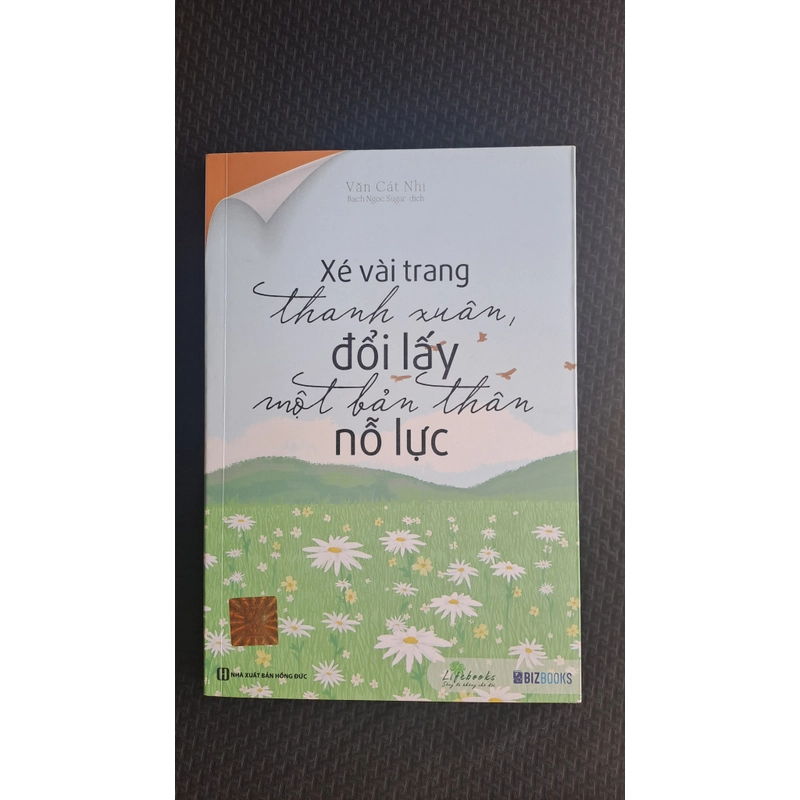 Văn Cát Nhi
Bạch Ngọc Sugar dịch
Xé vài trang
thanh xuân,
đổi lấy
một bản thân
nỗ lực
NHÀ XUẤT BẢN HỒNG ĐỨC
Lifebooks
BIZBOOKS